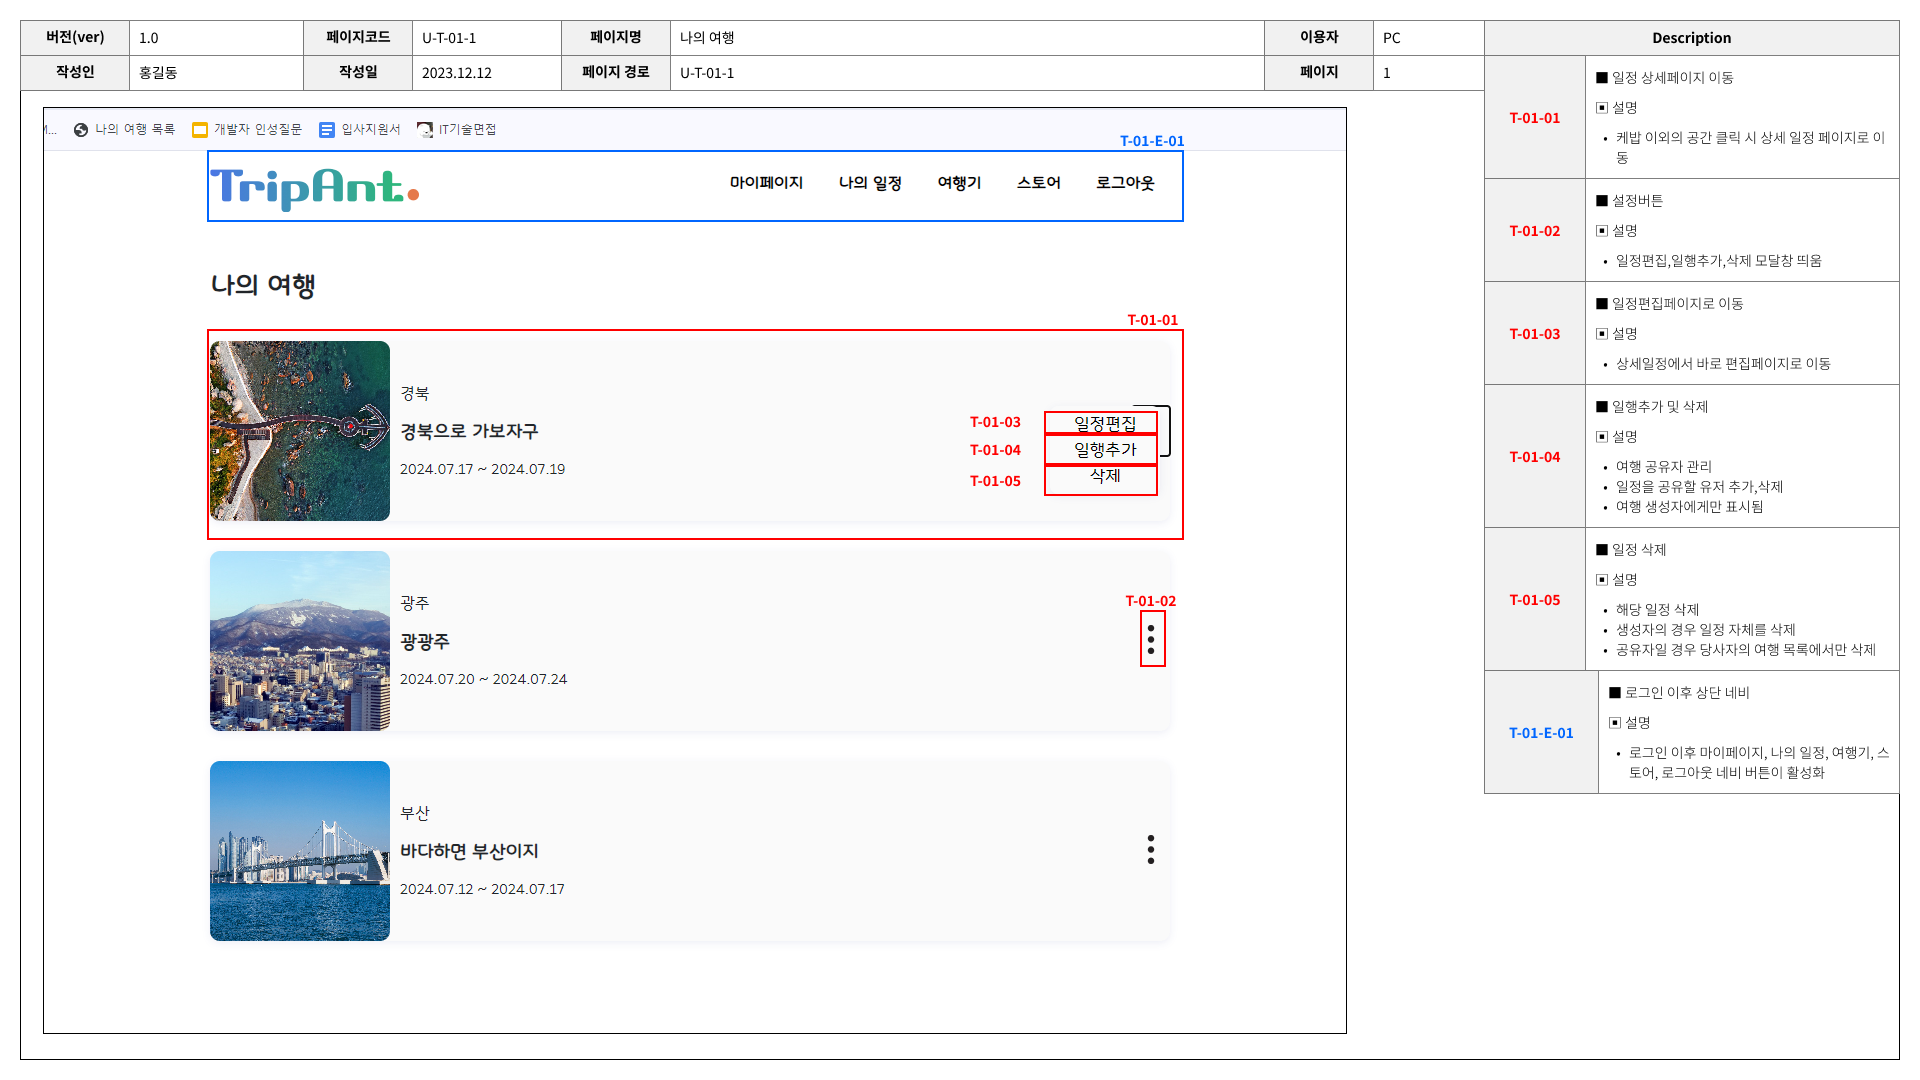 버전(ver) 1.0 페이지코드 U-T-01-1 페이지명 나의 여행 이용자 PC
작성인 홍길동 작성일 2023.12.12 페이지 경로 U-T-01-1 페이지 1
나의 여행 목록 개발자 인성질문 입사지원서 IT기술면접
T-01-E-01
TripAnt.
마이페이지 나의 일정 여행기 스토어 로그아웃
나의 여행
T-01-01
경북
경북으로 가보자구
2024.07.17 ~ 2024.07.19
T-01-03 일정편집
T-01-04 일행추가
T-01-05 삭제
광주
광광주
2024.07.20 ~ 2024.07.24
T-01-02
부산
바다하면 부산이지
2024.07.12 ~ 2024.07.17
Description
T-01-01
■ 일정 상세페이지 이동
▣ 설명
• 케밥 이외의 공간 클릭 시 상세 일정 페이지로 이
동
T-01-02
■ 설정버튼
▣ 설명
• 일정편집,일행추가,삭제 모달창 띄움
T-01-03
■ 일정편집페이지로 이동
▣ 설명
• 상세일정에서 바로 편집페이지로 이동
T-01-04
■ 일행추가 및 삭제
▣ 설명
• 여행 공유자 관리
• 일정을 공유할 유저 추가,삭제
• 여행 생성자에게만 표시됨
T-01-05
■ 일정 삭제
▣ 설명
• 해당 일정 삭제
• 생성자의 경우 일정 자체를 삭제
• 공유자일 경우 당사자의 여행 목록에서만 삭제
T-01-E-01
■ 로그인 이후 상단 네비
▣ 설명
• 로그인 이후 마이페이지, 나의 일정, 여행기, 스
토어, 로그아웃 네비 버튼이 활성화